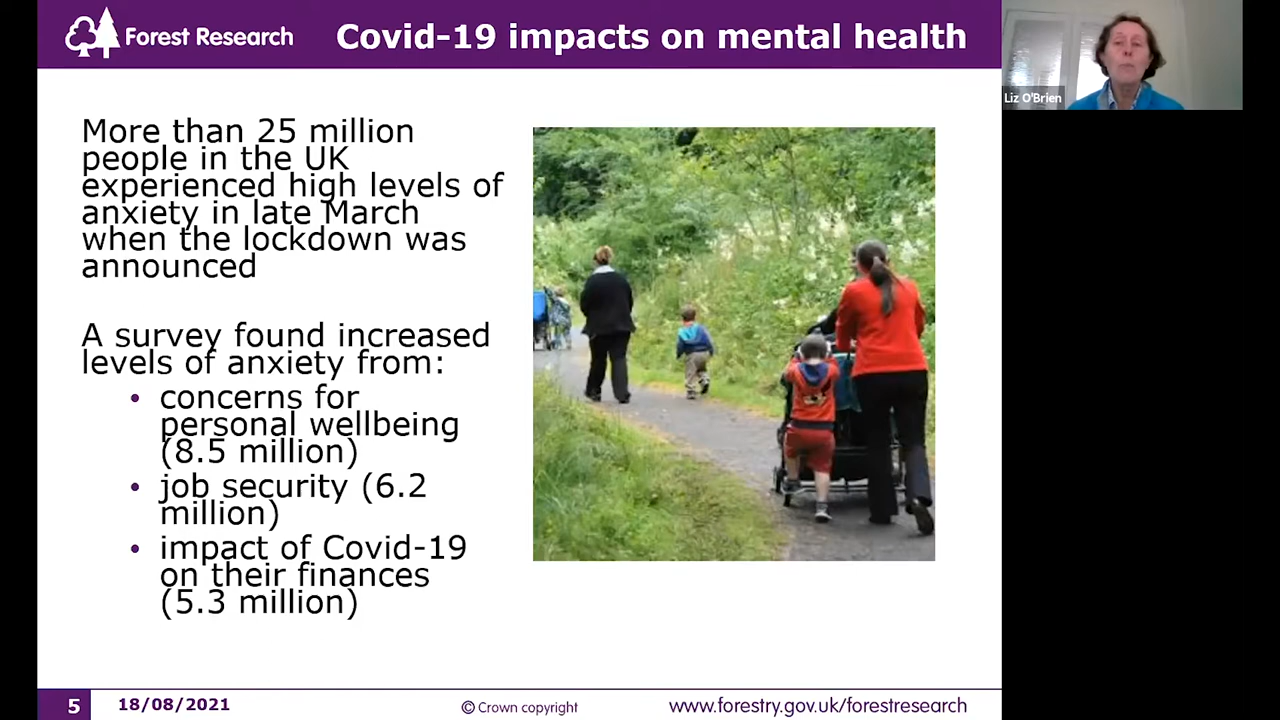 Forest Research
Covid-19 impacts on mental health
Liz O'Brien
More than 25 million
people in the UK
experienced high levels of
anxiety in late March
when the lockdown was
announced
A survey found increased
levels of anxiety from:
• concerns for
personal wellbeing
(8.5 million)
• job security (6.2
million)
• impact of Covid-19
on their finances
(5.3 million)
5
18/08/2021
© Crown copyright
www.forestry.gov.uk/forestresearch